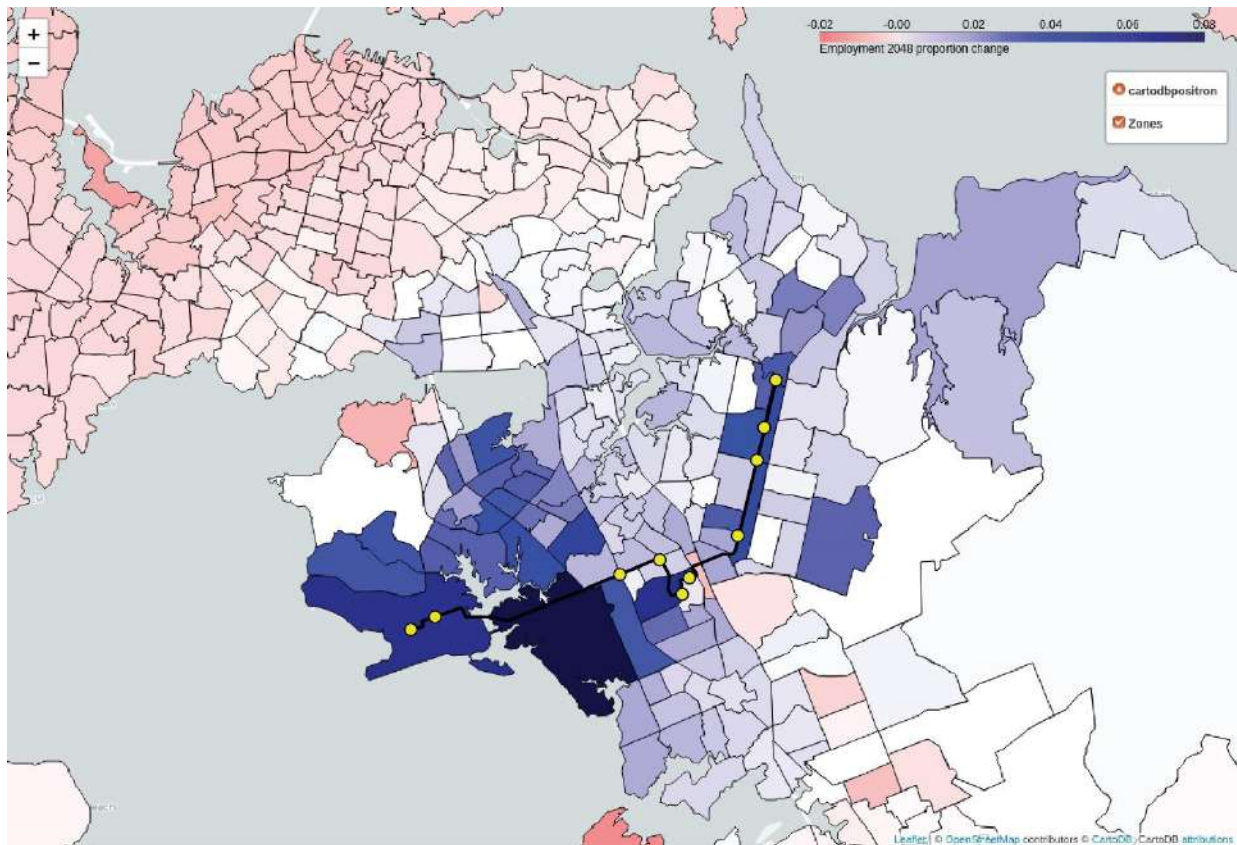 +
−
-0.02 -0.00 0.02 0.04 0.06 0.08
Employment 2048 proportion change
cartodbpositron
Zones
Leaflet | © OpenStreetMap contributors © CartoDB, CartoDB attributions